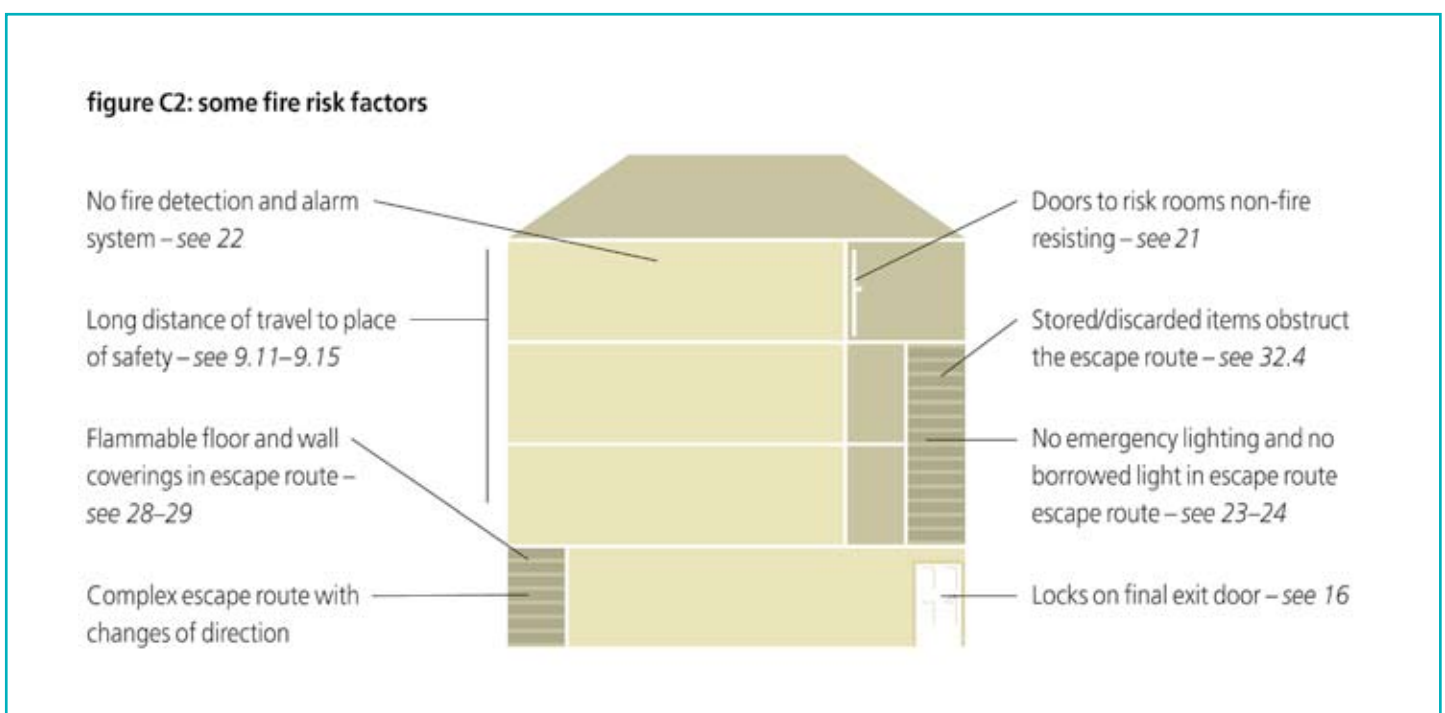 figure C2: some fire risk factors
No fire detection and alarm
system – see 22
Long distance of travel to place
of safety – see 9.11–9.15
Flammable floor and wall
coverings in escape route –
see 28–29
Complex escape route with
changes of direction
Doors to risk rooms non-fire
resisting – see 21
Stored/discarded items obstruct
the escape route – see 32.4
No emergency lighting and no
borrowed light in escape route
escape route – see 23–24
Locks on final exit door – see 16